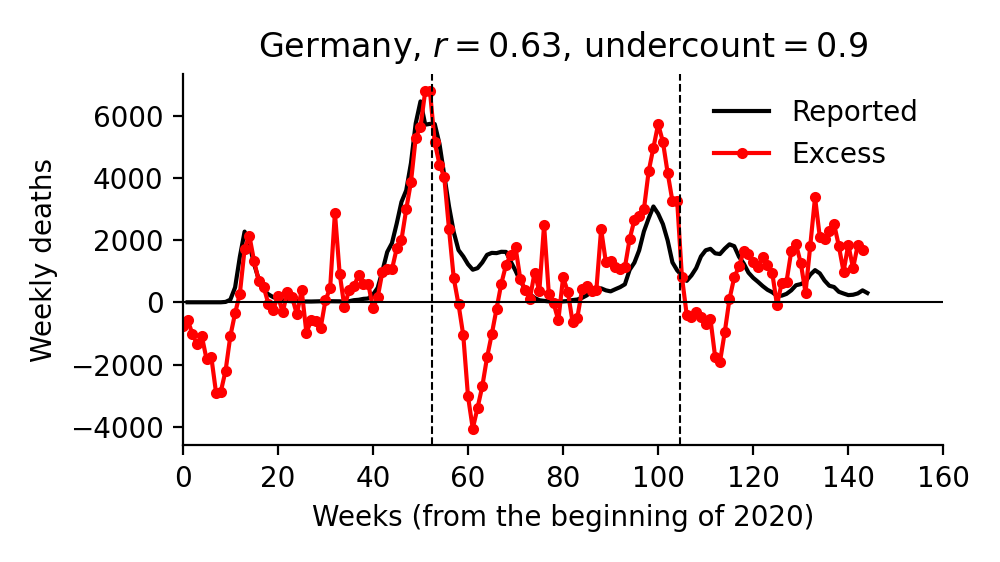 Germany, r = 0.63, undercount = 0.9
Weekly deaths
6000
4000
2000
0
−2000
−4000
Reported
Excess
0 20 40 60 80 100 120 140 160
Weeks (from the beginning of 2020)